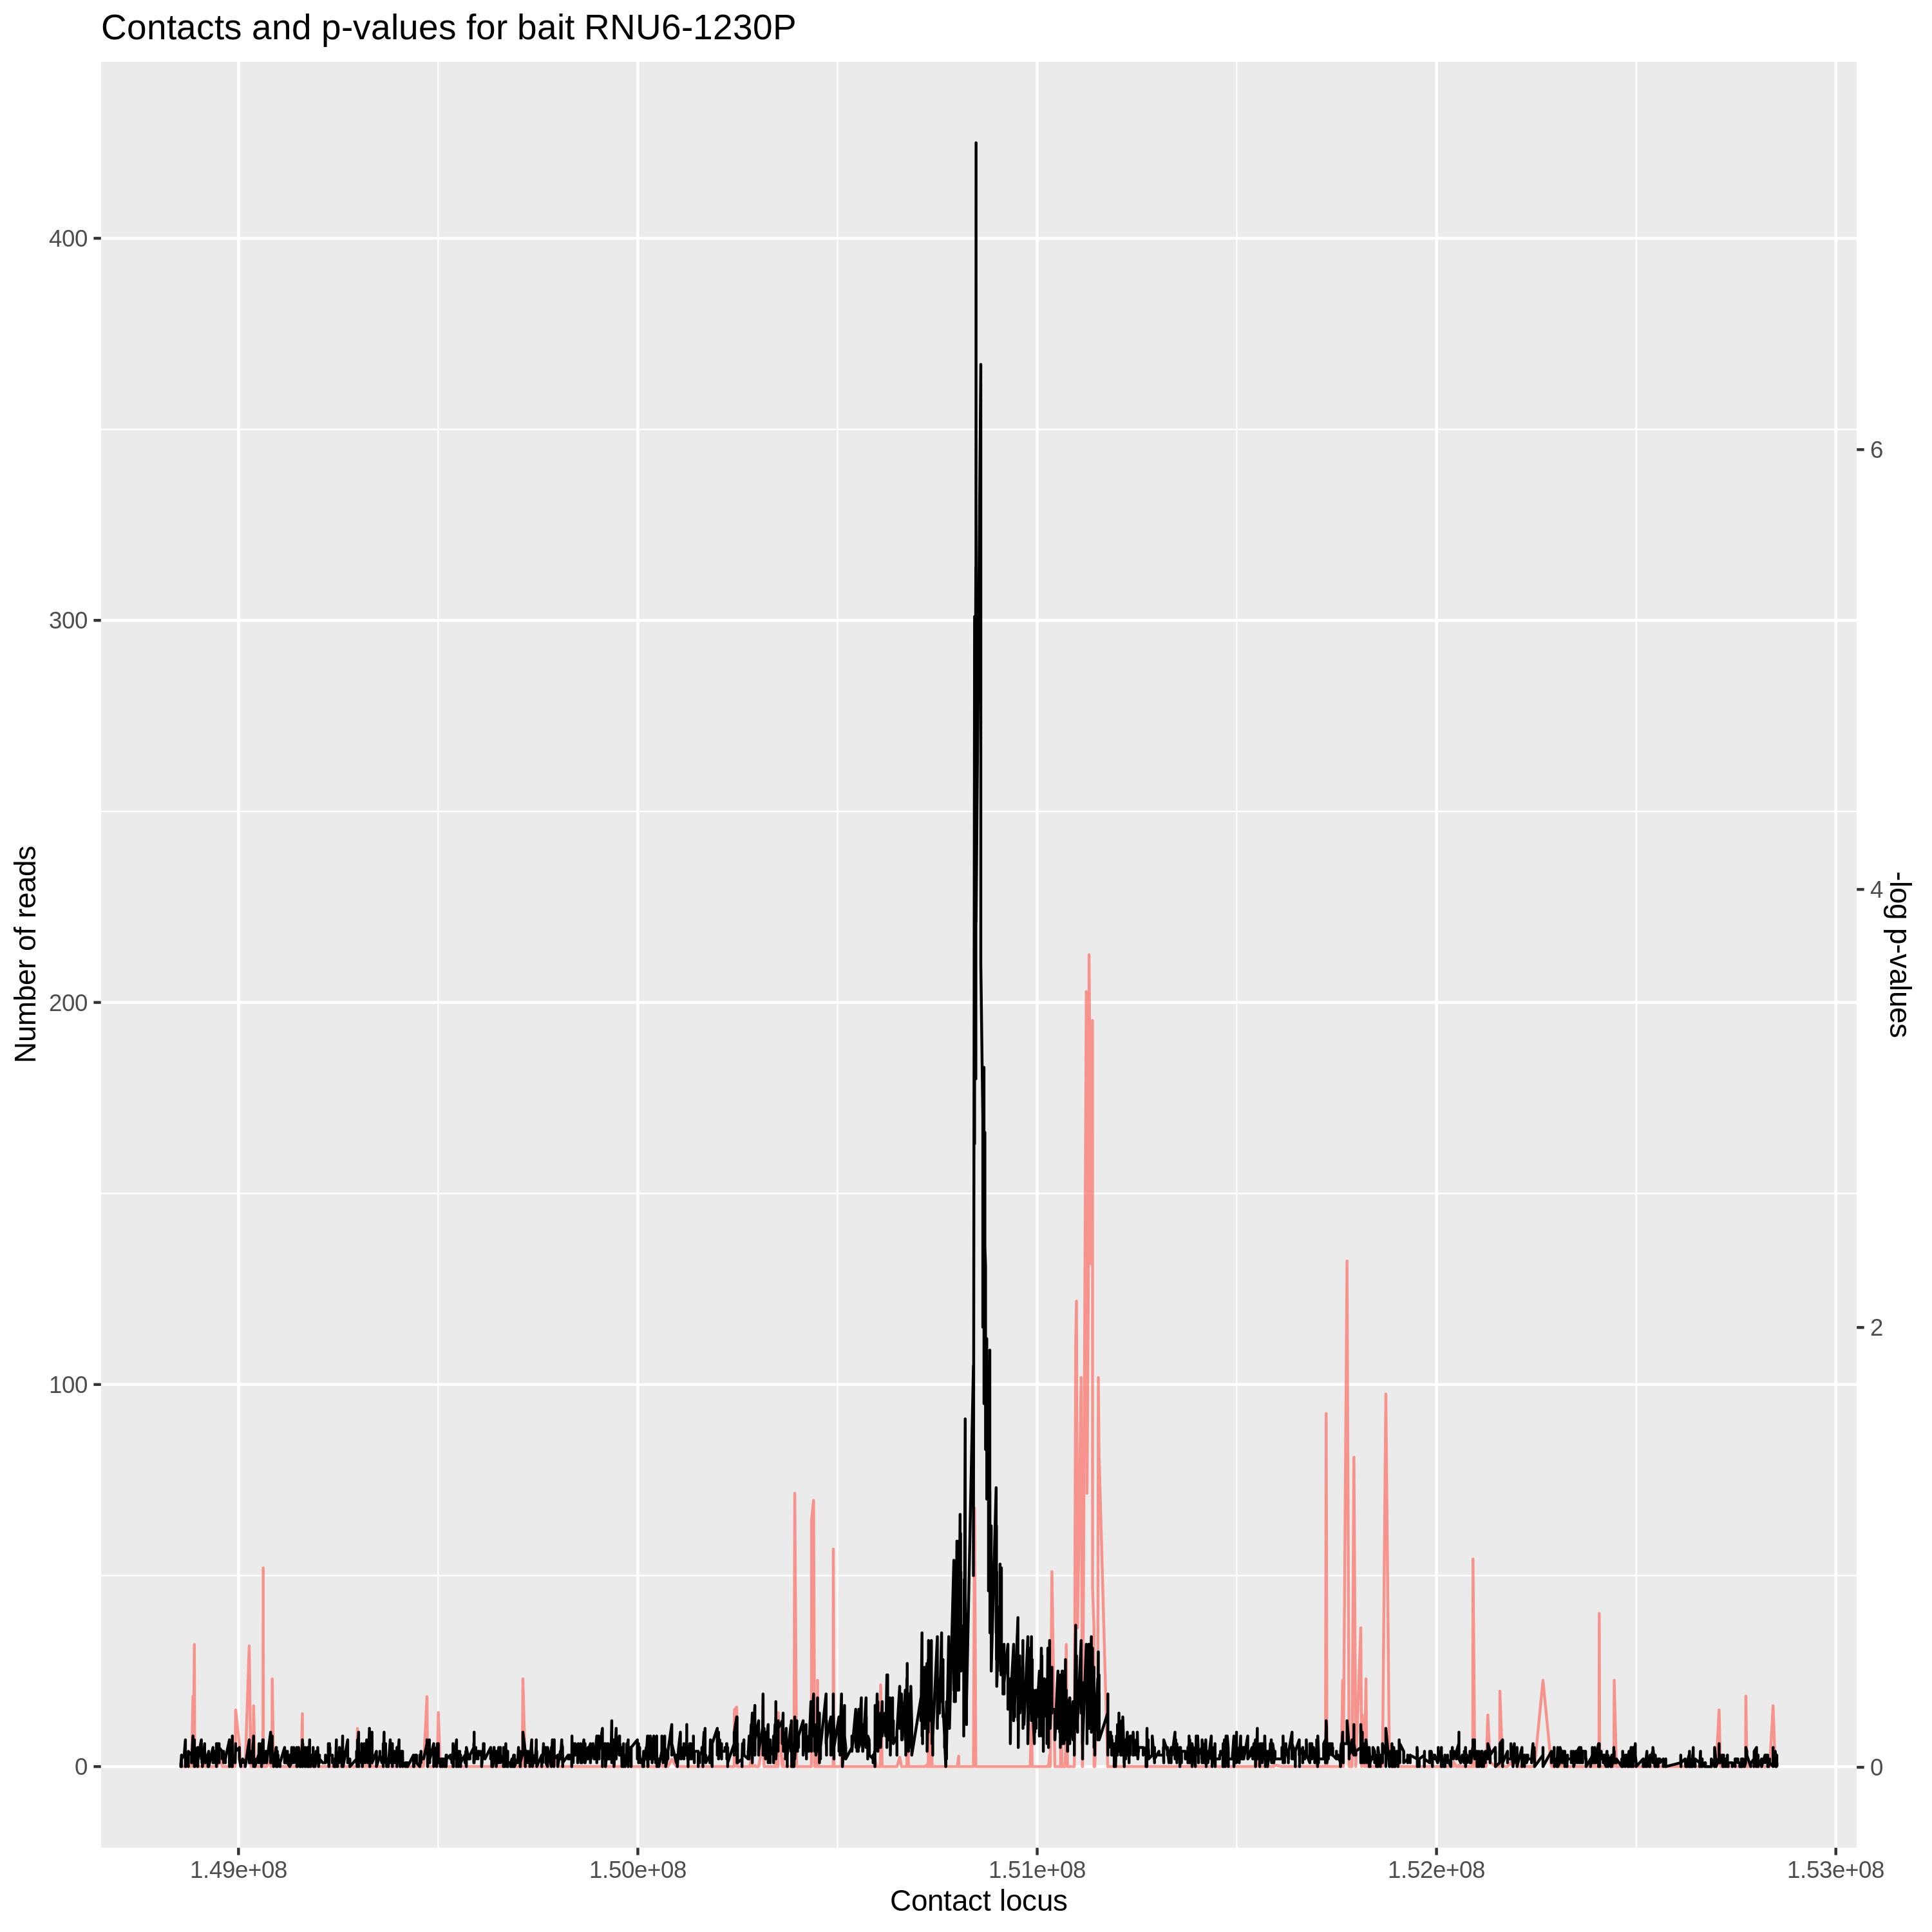 Contacts and p-values for bait RNU6-1230P
400
300
200
100
0
Number of reads
6
4
2
0
-log p-values
1.49e+08
1.50e+08
1.51e+08
1.52e+08
1.53e+08
Contact locus